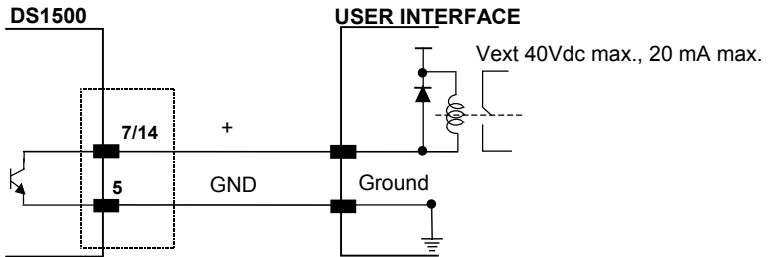 DS1500
USER INTERFACE
Vext 40Vdc max., 20 mA max.
7/14
+
5
GND
Ground